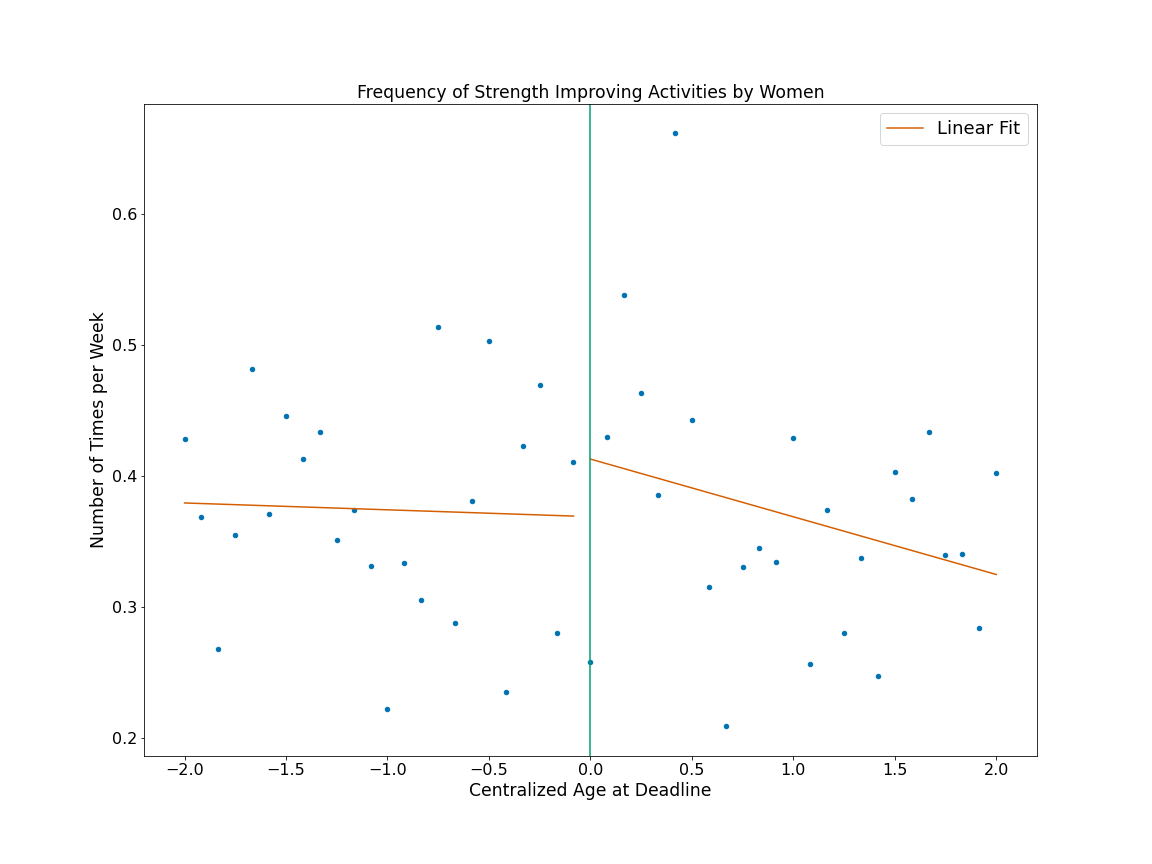 Frequency of Strength Improving Activities by Women
Linear Fit
Number of Times per Week
0.6
0.5
0.4
0.3
0.2
−2.0 −1.5 −1.0 −0.5 0.0 0.5 1.0 1.5 2.0
Centralized Age at Deadline